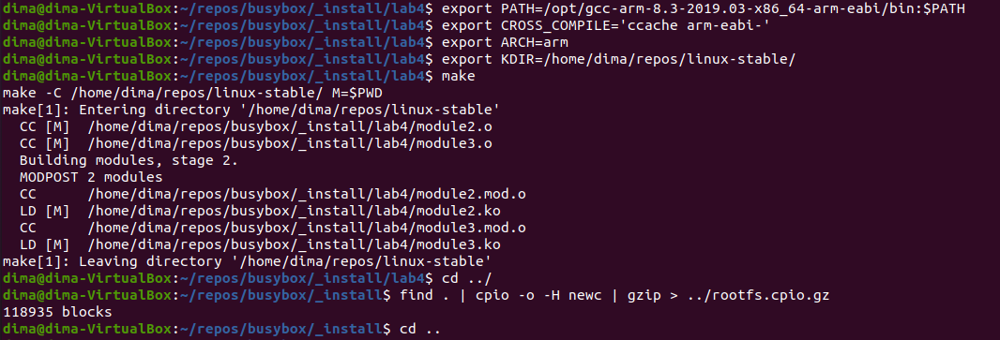 dima@dima-VirtualBox:~/repos/busybox/_install/lab4$ export PATH=/opt/gcc-arm-8.3-2019.03-x86_64-arm-eabi/bin:$PATH
dima@dima-VirtualBox:~/repos/busybox/_install/lab4$ export CROSS_COMPILE='ccache arm-eabi-'
dima@dima-VirtualBox:~/repos/busybox/_install/lab4$ export ARCH=arm
dima@dima-VirtualBox:~/repos/busybox/_install/lab4$ export KDIR=/home/dima/repos/linux-stable/
dima@dima-VirtualBox:~/repos/busybox/_install/lab4$ make
make -C /home/dima/repos/linux-stable/ M=$PWD
make[1]: Entering directory '/home/dima/repos/linux-stable'
  CC [M]  /home/dima/repos/busybox/_install/lab4/module2.o
  CC [M]  /home/dima/repos/busybox/_install/lab4/module3.o
  Building modules, stage 2.
  MODPOST 2 modules
  CC      /home/dima/repos/busybox/_install/lab4/module2.mod.o
  LD [M]  /home/dima/repos/busybox/_install/lab4/module2.ko
  CC      /home/dima/repos/busybox/_install/lab4/module3.mod.o
  LD [M]  /home/dima/repos/busybox/_install/lab4/module3.ko
make[1]: Leaving directory '/home/dima/repos/linux-stable'
dima@dima-VirtualBox:~/repos/busybox/_install/lab4$ cd ../
dima@dima-VirtualBox:~/repos/busybox/_install$ find . | cpio -o -H newc | gzip > ../rootfs.cpio.gz
118935 blocks
dima@dima-VirtualBox:~/repos/busybox/_install$ cd ..